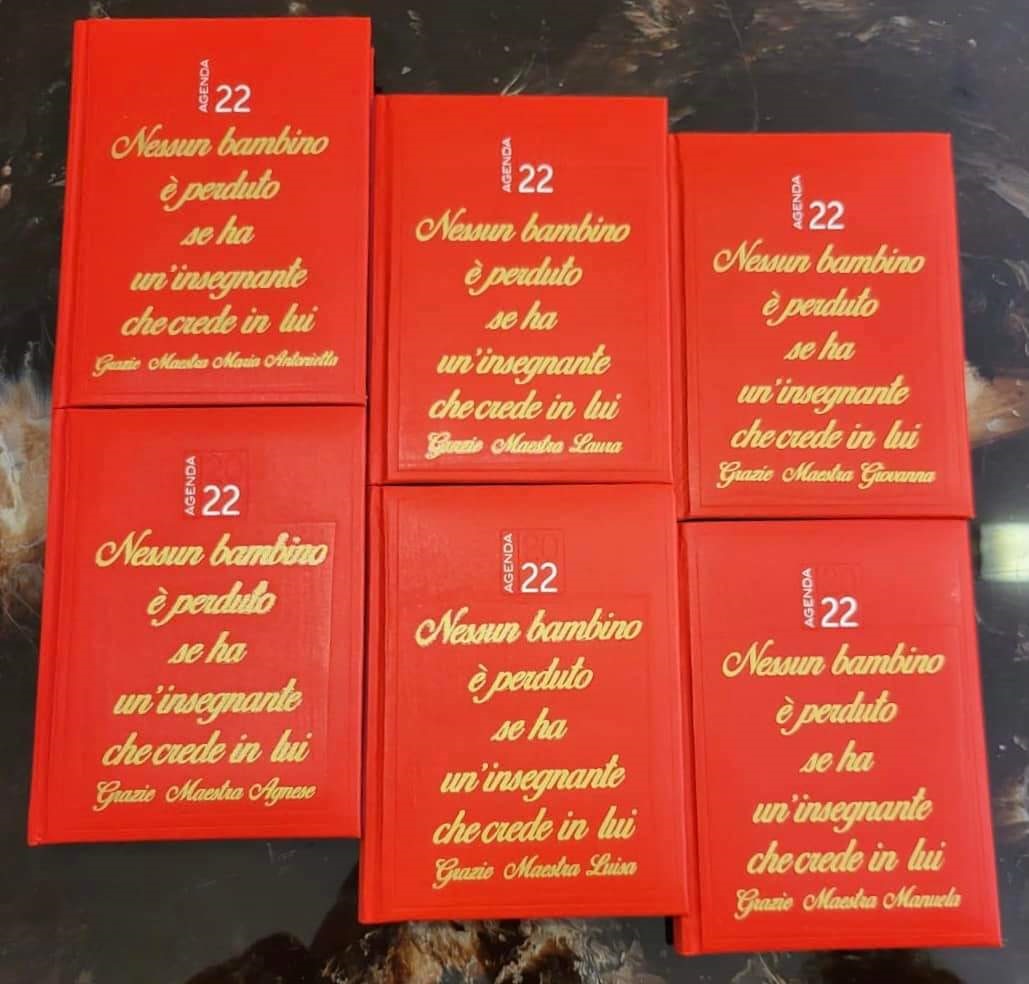 AGENDA 22
Nessun bambino
è perduto
se ha
un'insegnante
che crede in lui
Grazie Maestra Maria Antonietta
AGENDA 22
Nessun bambino
è perduto
se ha
un'insegnante
che crede in lui
Grazie Maestra Laura
AGENDA 22
Nessun bambino
è perduto
se ha
un'insegnante
che crede in lui
Grazie Maestra Giovanna
AGENDA 22
Nessun bambino
è perduto
se ha
un'insegnante
che crede in lui
Grazie Maestra Agnese
AGENDA 22
Nessun bambino
è perduto
se ha
un'insegnante
che crede in lui
Grazie Maestra Luisa
AGENDA 22
Nessun bambino
è perduto
se ha
un'insegnante
che crede in lui
Grazie Maestra Manuela